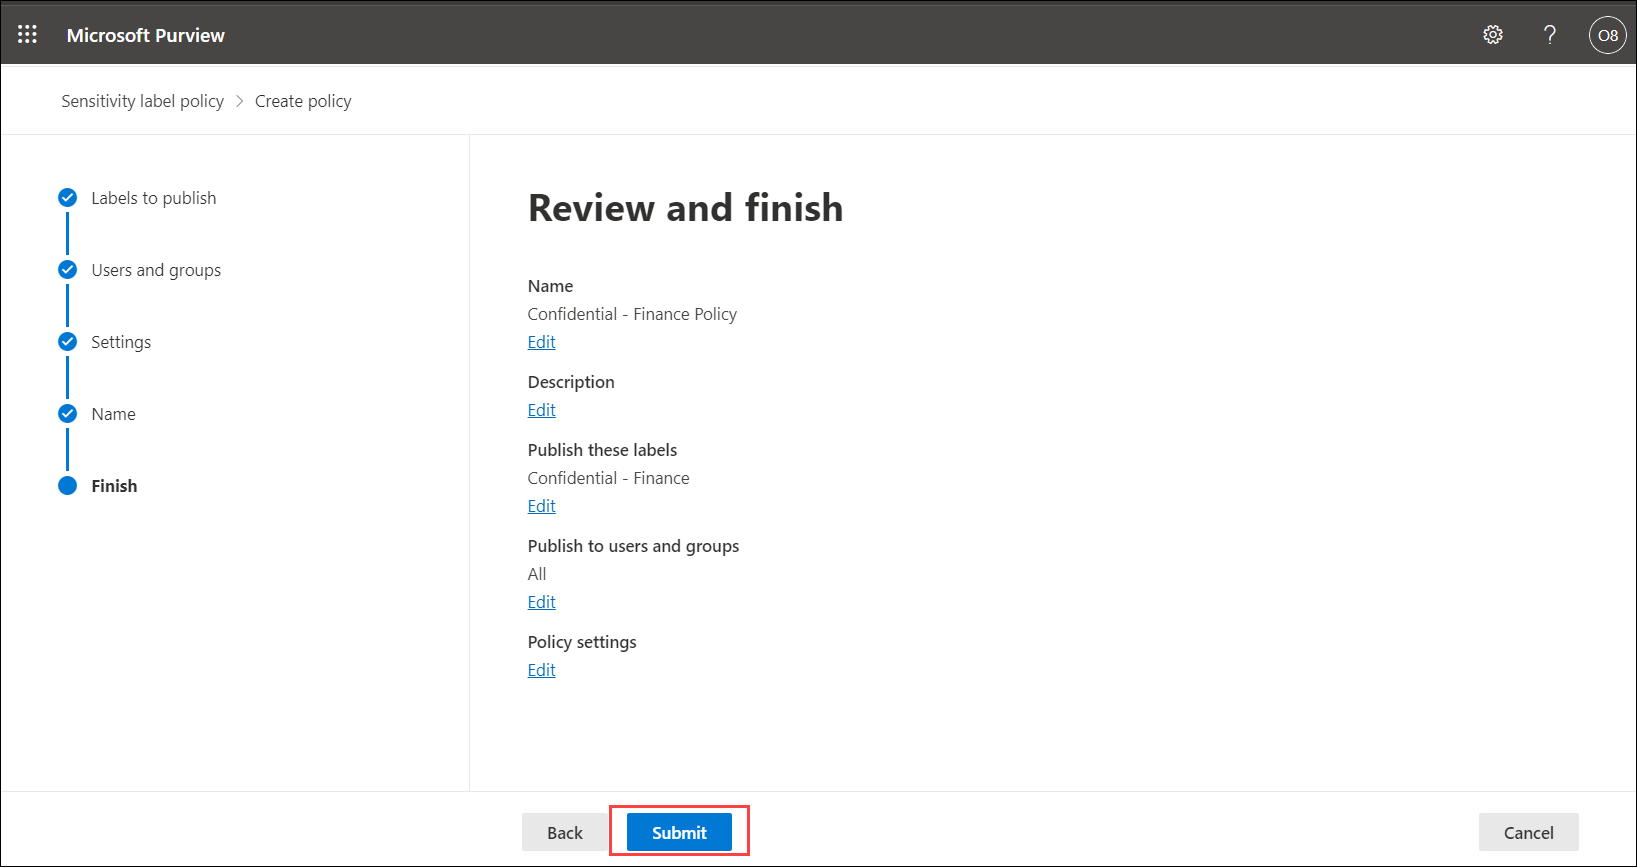 Microsoft Purview
O8
Sensitivity label policy > Create policy
Labels to publish
Users and groups
Settings
Name
Finish
Review and finish
Name
Confidential - Finance Policy
Edit
Description
Edit
Publish these labels
Confidential - Finance
Edit
Publish to users and groups
All
Edit
Policy settings
Edit
Back
Submit
Cancel